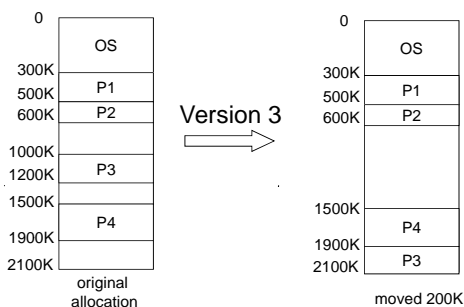 0
OS
300K
P1
500K
P2
600K
1000K
P3
1200K
1500K
P4
1900K
2100K
original
allocation
Version 3
0
OS
300K
P1
500K
P2
600K
1500K
P4
1900K
P3
2100K
moved 200K